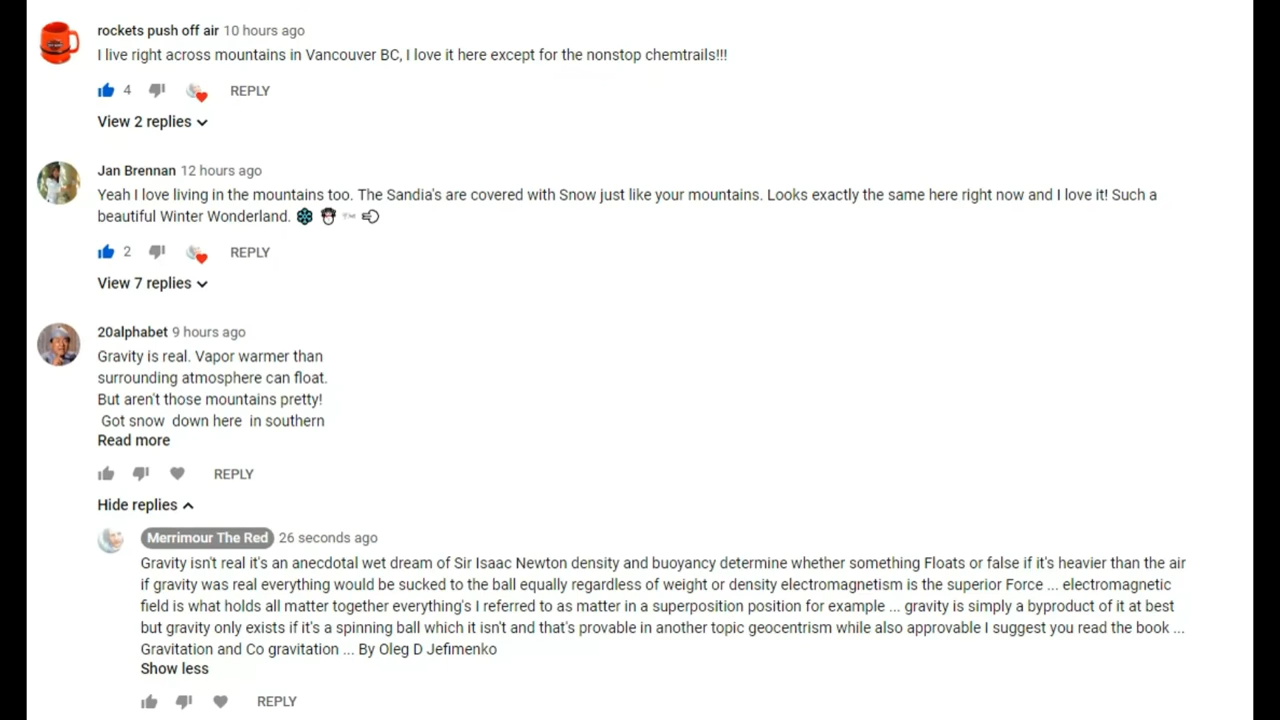 rockets push off air 10 hours ago
I live right across mountains in Vancouver BC, I love it here except for the nonstop chemtrails!!!
4 REPLY
View 2 replies
Jan Brennan 12 hours ago
Yeah I love living in the mountains too. The Sandia's are covered with Snow just like your mountains. Looks exactly the same here right now and I love it! Such a
beautiful Winter Wonderland.
2 REPLY
View 7 replies
20alphabet 9 hours ago
Gravity is real. Vapor warmer than
surrounding atmosphere can float.
But aren't those mountains pretty!
Got snow down here in southern
Read more
REPLY
Hide replies
Merrimour The Red 26 seconds ago
Gravity isn't real it's an anecdotal wet dream of Sir Isaac Newton density and buoyancy determine whether something Floats or false if it's heavier than the air
if gravity was real everything would be sucked to the ball equally regardless of weight or density electromagnetism is the superior Force ... electromagnetic
field is what holds all matter together everything's I referred to as matter in a superposition position for example ... gravity is simply a byproduct of it at best
but gravity only exists if it's a spinning ball which it isn't and that's provable in another topic geocentrism while also approvable I suggest you read the book ...
Gravitation and Co gravitation ... By Oleg D Jefimenko
Show less
REPLY